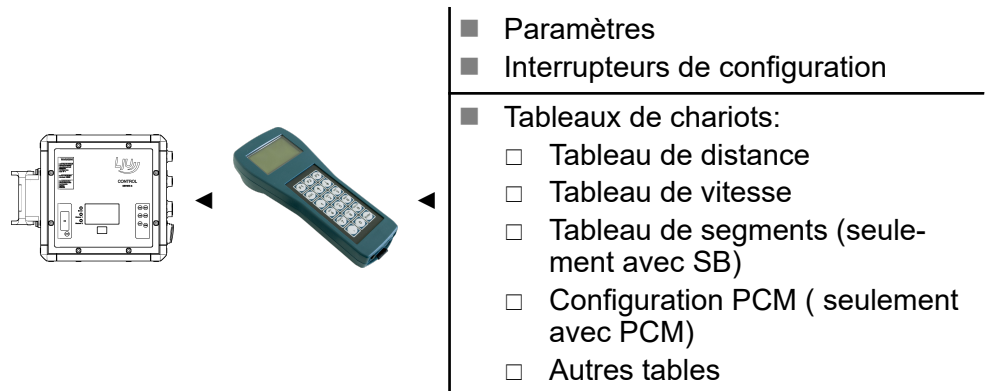 Paramètres
Interrupteurs de configuration
Tableaux de chariots:
Tableau de distance
Tableau de vitesse
Tableau de segments (seule-
ment avec SB)
Configuration PCM ( seulement
avec PCM)
Autres tables
CONTROL